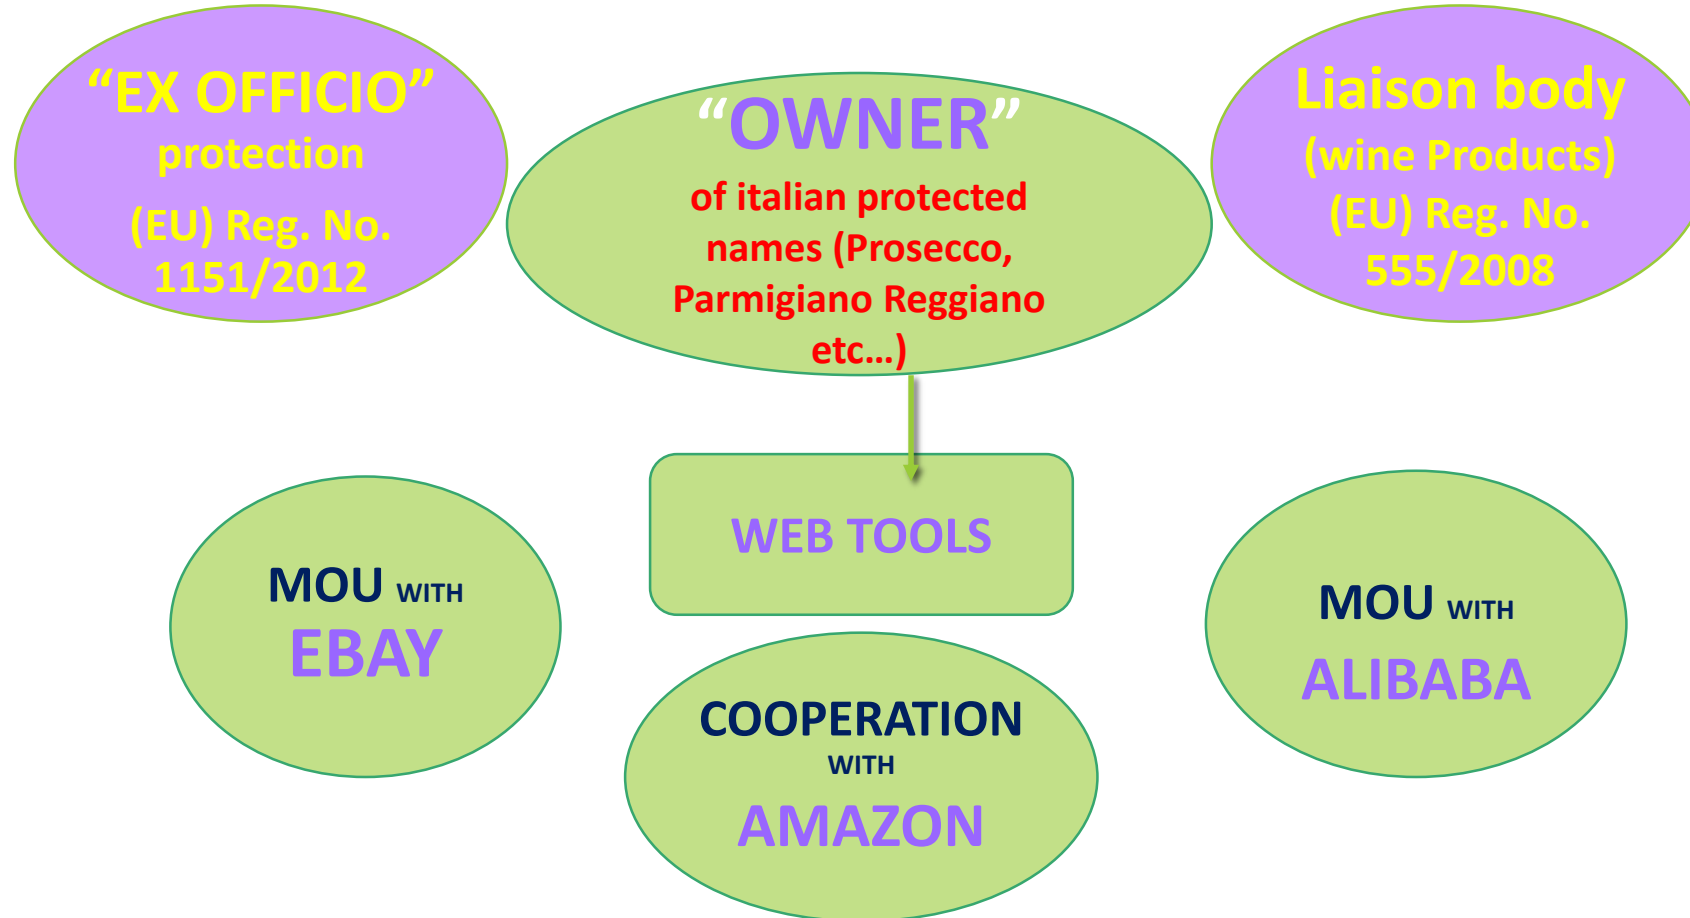 “EX OFFICIO”
protection
(EU) Reg. No.
1151/2012
“OWNER”
of italian protected
names (Prosecco,
Parmigiano Reggiano
etc...)
Liaison body
(wine Products)
(EU) Reg. No.
555/2008
WEB TOOLS
MOU WITH
EBAY
COOPERATION
WITH
AMAZON
MOU WITH
ALIBABA